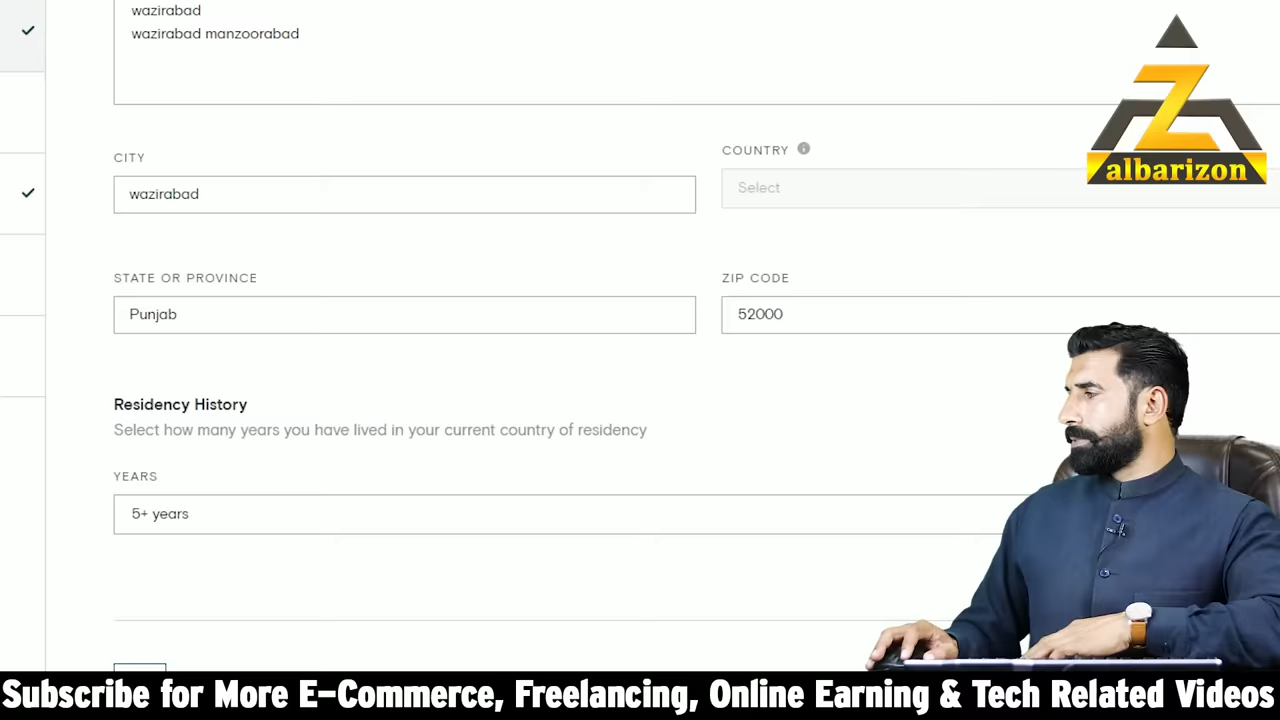 wazirabad
wazirabad manzoorabad
CITY
wazirabad
COUNTRY
Select
STATE OR PROVINCE
Punjab
ZIP CODE
52000
Residency History
Select how many years you have lived in your current country of residency
YEARS
5+ years
albarizon
Subscribe for More E-Commerce, Freelancing, Online Earning & Tech Related Videos